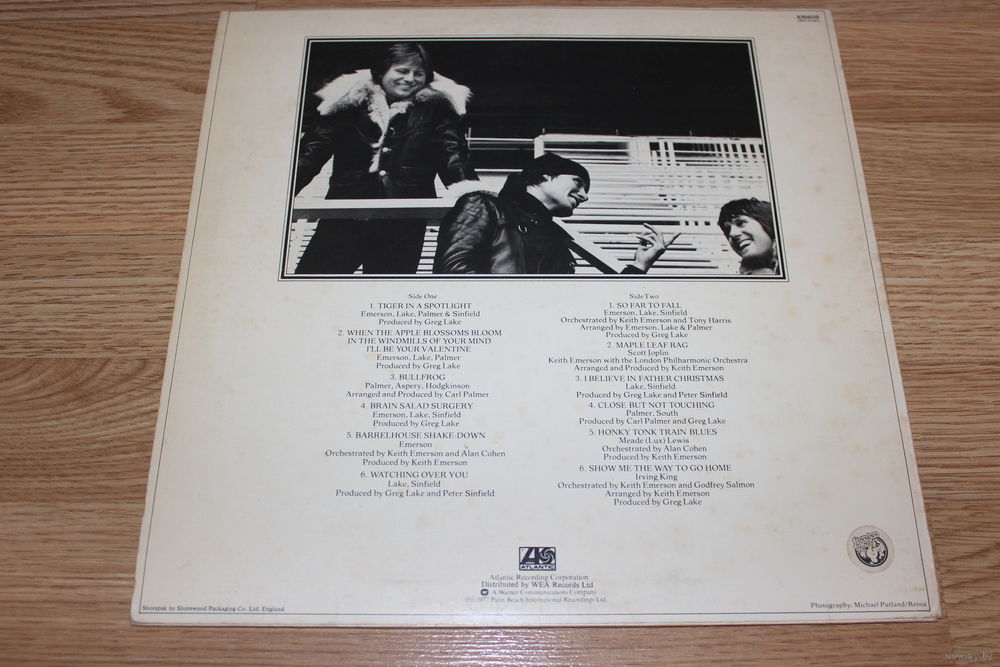 Side One
1. TIGER IN A SPOTLIGHT
Emerson, Lake, Palmer & Sinfield
Produced by Greg Lake
2. WHEN THE APPLE BLOSSOMS BLOOM
IN THE WINDMILLS OF YOUR MIND
I'LL BE YOUR VALENTINE
Emerson, Lake, Palmer
Produced by Greg Lake
3. BULLFROG
Palmer, Aspery, Hodgkinson
Arranged and Produced by Carl Palmer
4. BRAIN SALAD SURGERY
Emerson, Lake, Sinfield
Produced by Greg Lake
5. BARRELHOUSE SHAKE-DOWN
Emerson
Orchestrated by Keith Emerson and Alan Cohen
Produced by Keith Emerson
6. WATCHING OVER YOU
Lake, Sinfield
Produced by Greg Lake and Peter Sinfield
Side Two
1. SO FAR TO FALL
Emerson, Lake, Sinfield
Orchestrated by Keith Emerson and Tony Harris
Arranged by Emerson, Lake & Palmer
Produced by Greg Lake
2. MAPLE LEAF RAG
Scott Joplin
Keith Emerson with the London Philharmonic Orchestra
Arranged and Produced by Keith Emerson
3. I BELIEVE IN FATHER CHRISTMAS
Lake, Sinfield
Produced by Greg Lake and Peter Sinfield
4. CLOSE BUT NOT TOUCHING
Palmer, South
Produced by Carl Palmer and Greg Lake
5. HONKY TONK TRAIN BLUES
Meade (Lux) Lewis
Orchestrated by Alan Cohen
Produced by Keith Emerson
6. SHOW ME THE WAY TO GO HOME
Irving King
Orchestrated by Keith Emerson and Godfrey Salmon
Arranged by Keith Emerson
Produced by Greg Lake
ATLANTIC
Atlantic Recording Corporation
Distributed by WEA Records Ltd
A Warner Communications Company
1977 Palm Beach International Recordings Ltd.
Shorepak by Shorewood Packaging Co. Ltd. England
Photography: Michael Putland/Retna
www.ay.by